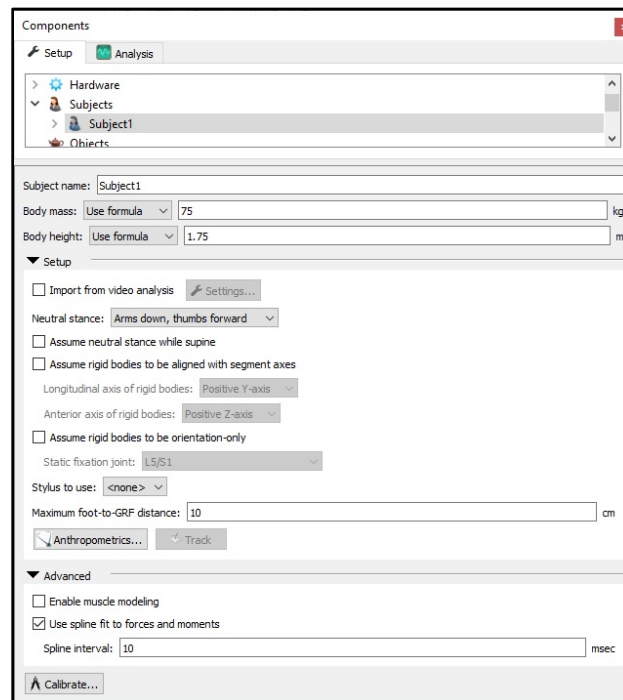 Components
Setup Analysis
Hardware
Subjects
Subject1
Objects
Subject name: Subject1
Body mass: Use formula 75 kg
Body height: Use formula 1.75 m
Setup
Import from video analysis Settings...
Neutral stance: Arms down, thumbs forward
Assume neutral stance while supine
Assume rigid bodies to be aligned with segment axes
Longitudinal axis of rigid bodies: Positive Y-axis
Anterior axis of rigid bodies: Positive Z-axis
Assume rigid bodies to be orientation-only
Static fixation joint: L5/S1
Stylus to use: <none>
Maximum foot-to-GRF distance: 10 cm
Anthropometrics... Track
Advanced
Enable muscle modeling
Use spline fit to forces and moments
Spline interval: 10 msec
Calibrate...